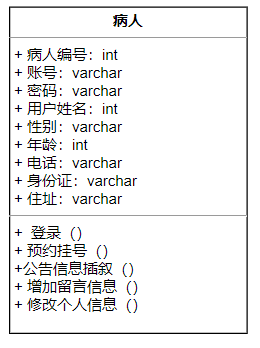 病人
+ 病人编号：int
+ 账号：varchar
+ 密码：varchar
+ 用户姓名：int
+ 性别：varchar
+ 年龄：int
+ 电话：varchar
+ 身份证：varchar
+ 住址：varchar
+ 登录（）
+ 预约挂号（）
+公告信息插叙（）
+ 增加留言信息（）
+ 修改个人信息（）